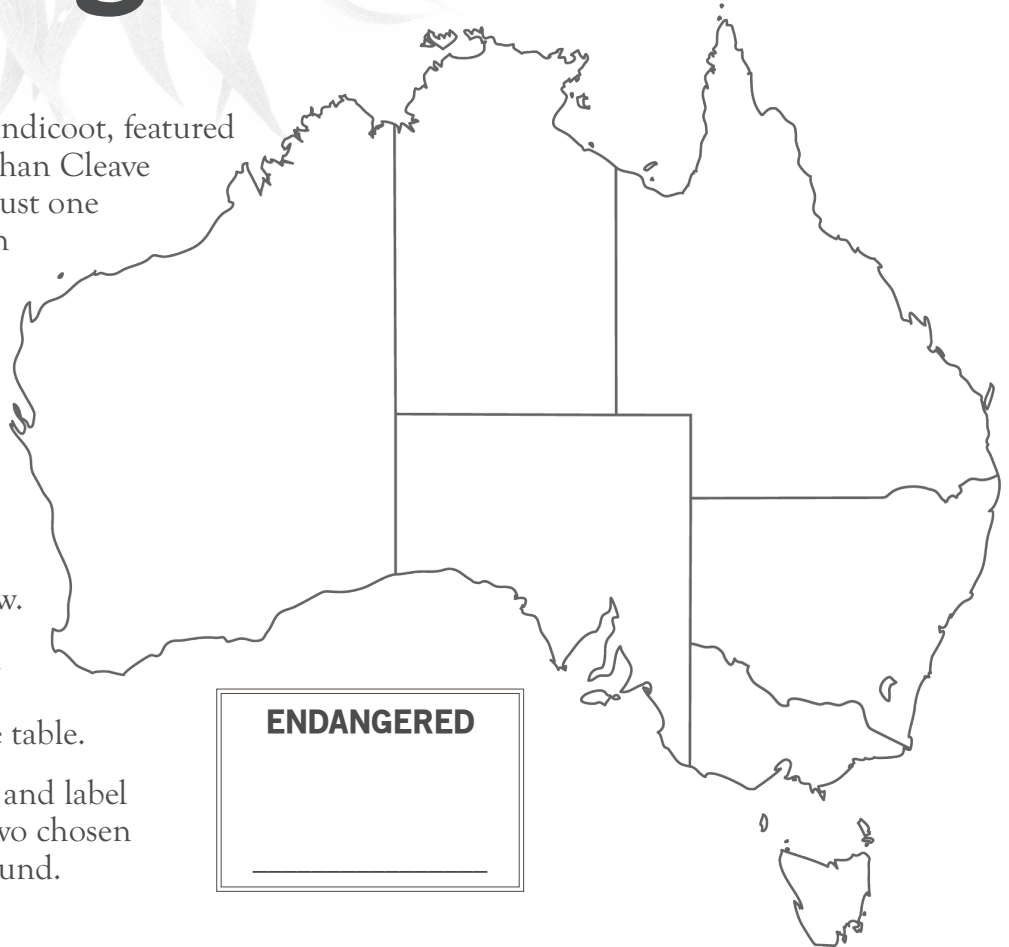 g
ndicoot, featured
han Cleave
ust one
n
w.
e table.
and label
wo chosen
und.
ENDANGERED